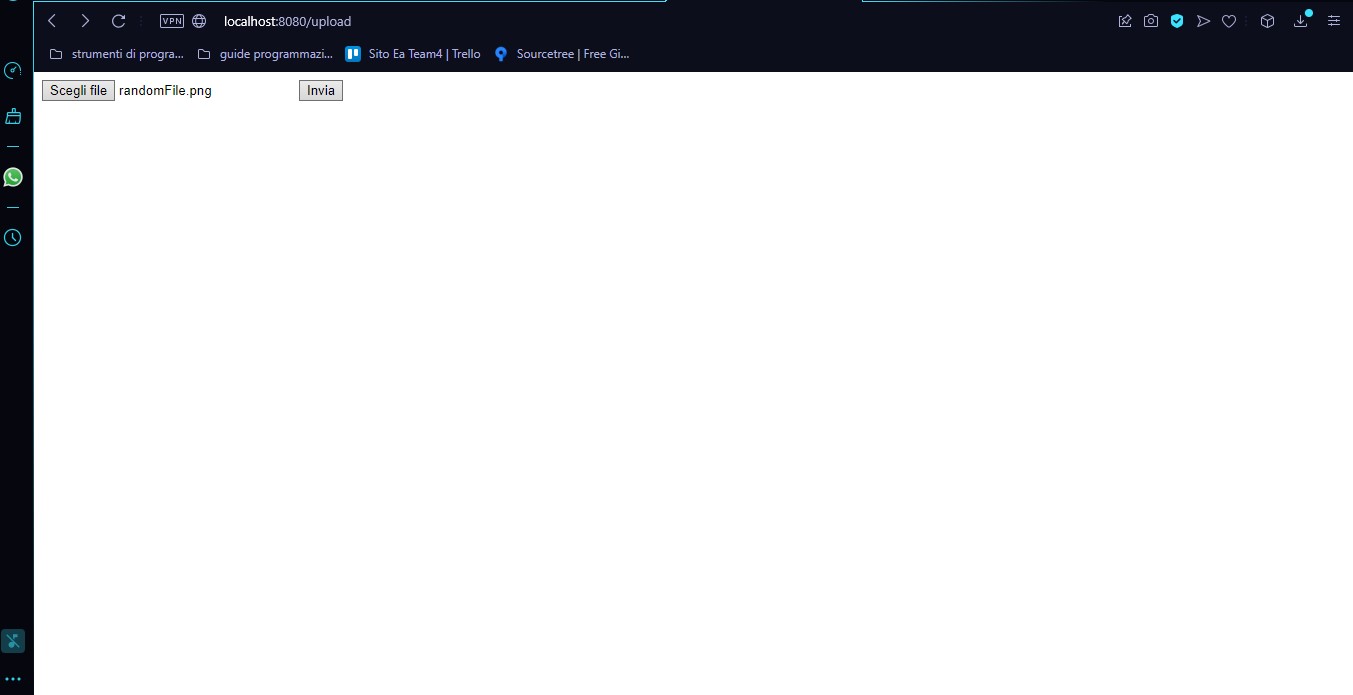 VPN localhost:8080/upload
strumenti di progra... guide programmazi... Sito Ea Team4 | Trello Sourcetree | Free Gi...
Scegli file randomFile.png Invia